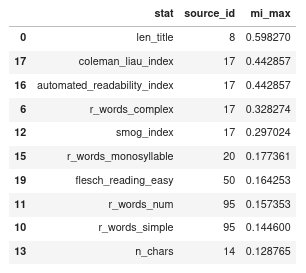 stat source_id mi_max
0 len_title 8 0.598270
17 coleman_liau_index 17 0.442857
16 automated_readability_index 17 0.442857
6 r_words_complex 17 0.328274
12 smog_index 17 0.297024
15 r_words_monosyllable 20 0.177361
19 flesch_reading_easy 50 0.164253
11 r_words_num 95 0.157353
10 r_words_simple 95 0.144600
13 n_chars 14 0.128765